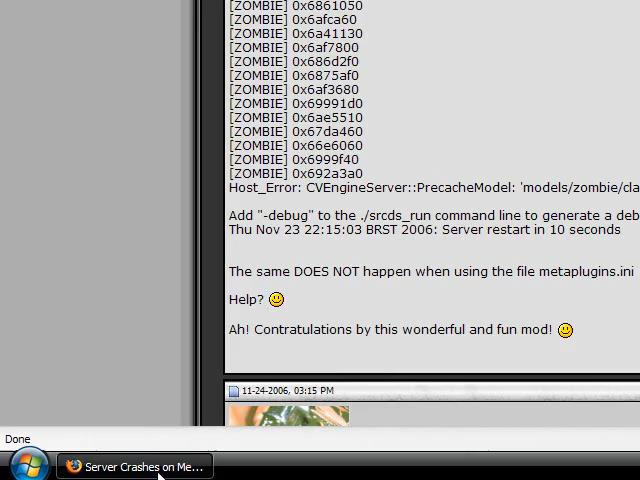 [ZOMBIE] 0x6861050
[ZOMBIE] 0x6afca60
[ZOMBIE] 0x6a41130
[ZOMBIE] 0x6af7800
[ZOMBIE] 0x686d2f0
[ZOMBIE] 0x6875af0
[ZOMBIE] 0x6af3680
[ZOMBIE] 0x69991d0
[ZOMBIE] 0x6ae5510
[ZOMBIE] 0x67da460
[ZOMBIE] 0x66e6060
[ZOMBIE] 0x6999f40
[ZOMBIE] 0x692a3a0
Host_Error: CVEngineServer::PrecacheModel: 'models/zombie/cla
Add "-debug" to the ./srcds_run command line to generate a deb
Thu Nov 23 22:15:03 BRST 2006: Server restart in 10 seconds
The same DOES NOT happen when using the file metaplugins.ini
Help?
Ah! Contratulations by this wonderful and fun mod!
11-24-2006, 03:15 PM
Done
Server Crashes on Me...